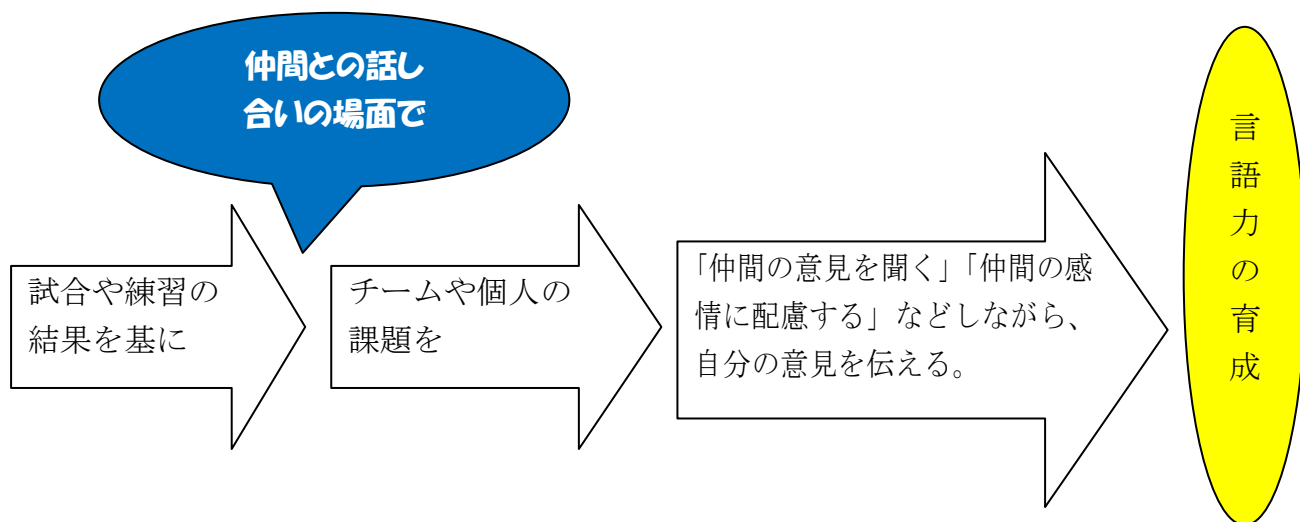 仲間との話し
合いの場面で
試合や練習の
結果を基に
チームや個人の
課題を
「仲間の意見を聞く」「仲間の感
情に配慮する」などしながら、
自分の意見を伝える。
言語力の育成